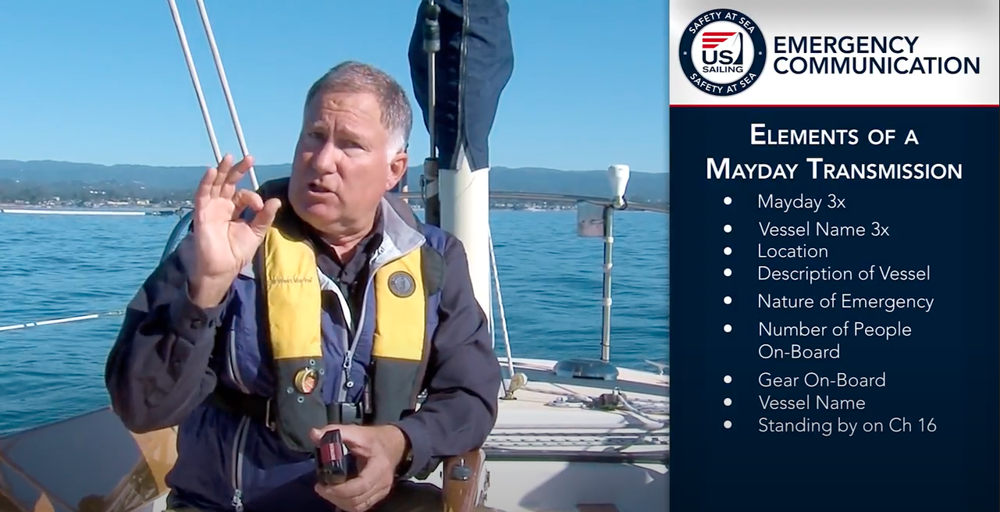 SAFETY AT SEA
US
SAILING
SAFETY AT SEA
EMERGENCY
COMMUNICATION
ELEMENTS OF A
MAYDAY TRANSMISSION
• Mayday 3x
• Vessel Name 3x
• Location
• Description of Vessel
• Nature of Emergency
• Number of People
On-Board
• Gear On-Board
• Vessel Name
• Standing by on Ch 16
West Marine